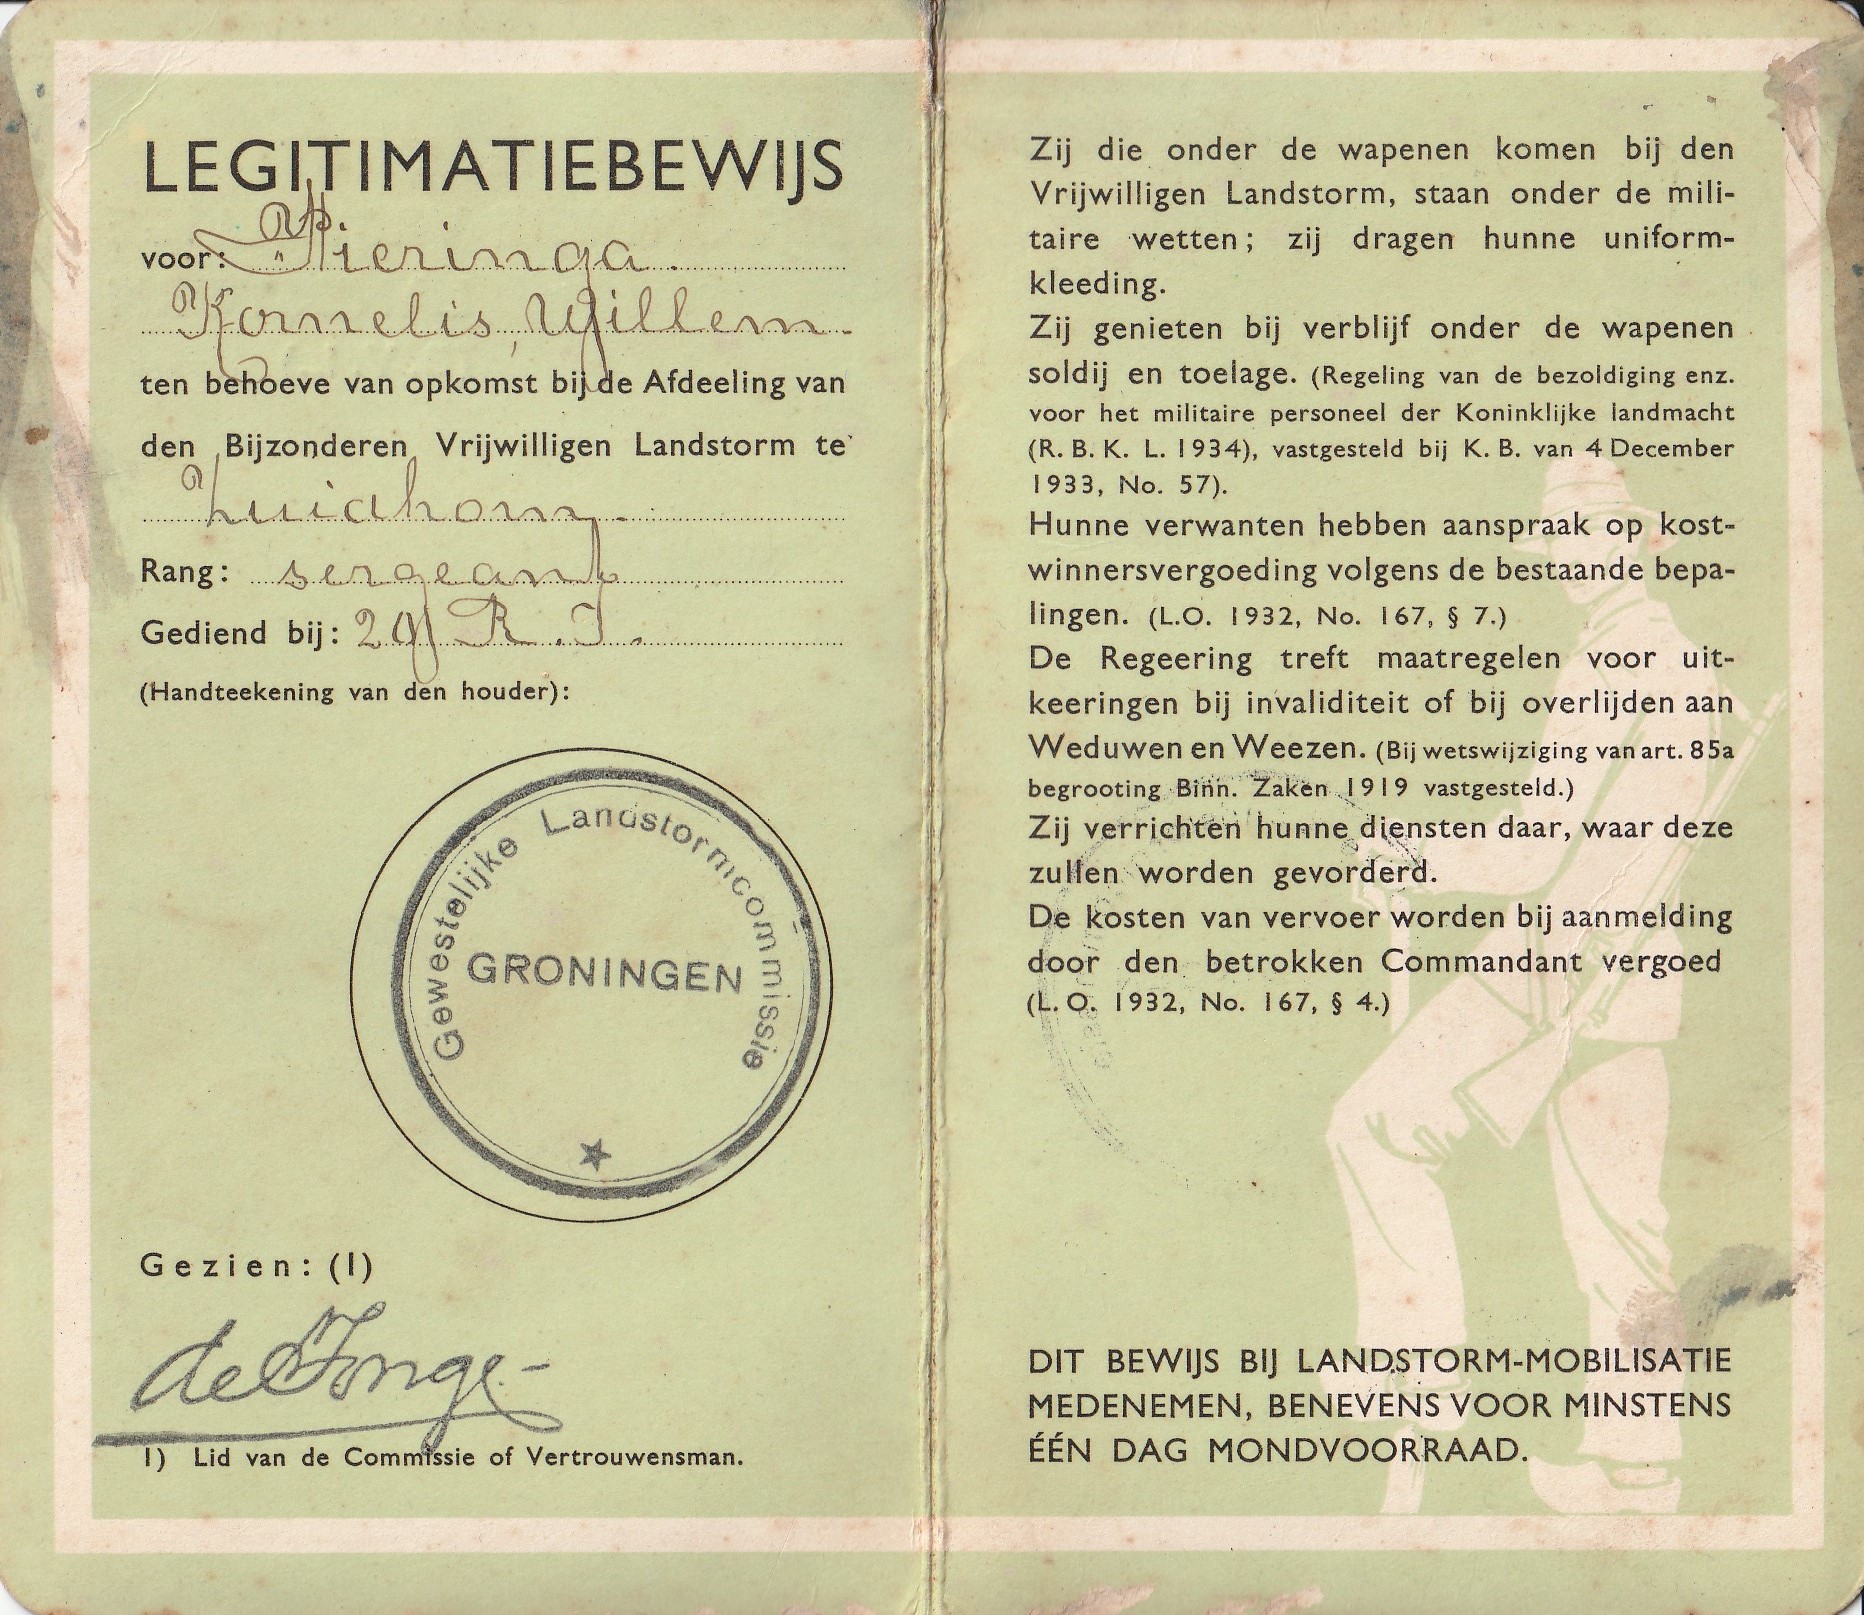 LEGITIMATIEBEWIJS
voor: Wieringa.
Kornelis, Willem.
ten behoeve van opkomst bij de Afdeeling van
den Bijzonderen Vrijwilligen Landstorm te
Zuidhorn.
Rang: sergeant
Gediend bij: 29 R.I.
(Handteekening van den houder):
Gewestelijke Landstormcommissie
GRONINGEN
Gezien: (1)
de Jonge
1) Lid van de Commissie of Vertrouwensman.
Zij die onder de wapenen komen bij den
Vrijwilligen Landstorm, staan onder de mili-
taire wetten; zij dragen hunne uniform-
kleeding.
Zij genieten bij verblijf onder de wapenen
soldij en toelage. (Regeling van de bezoldiging enz.
voor het militaire personeel der Koninklijke landmacht
(R. B. K. L. 1934), vastgesteld bij K. B. van 4 December
1933, No. 57).
Hunne verwanten hebben aanspraak op kost-
winnersvergoeding volgens de bestaande bepa-
lingen. (L.O. 1932, No. 167, § 7.)
De Regeering treft maatregelen voor uit-
keeringen bij invaliditeit of bij overlijden aan
Weduwen en Weezen. (Bij wetswijziging van art. 85a
begrooting Binn. Zaken 1919 vastgesteld.)
Zij verrichten hunne diensten daar, waar deze
zullen worden gevorderd.
De kosten van vervoer worden bij aanmelding
door den betrokken Commandant vergoed
(L. O. 1932, No. 167, § 4.)
DIT BEWIJS BIJ LANDSTORM-MOBILISATIE
MEDENEMEN, BENEVENS VOOR MINSTENS
ÉÉN DAG MONDVOORRAAD.